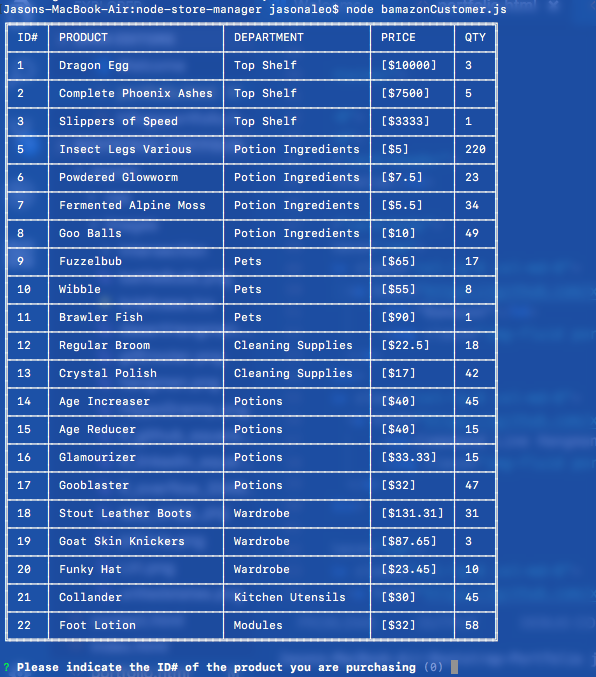 Jasons-MacBook-Air:node-store-manager jasonaleo$ node bamazonCustomer.js
ID# PRODUCT DEPARTMENT PRICE QTY
1 Dragon Egg Top Shelf [$10000] 3
2 Complete Phoenix Ashes Top Shelf [$7500] 5
3 Slippers of Speed Top Shelf [$3333] 1
5 Insect Legs Various Potion Ingredients [$5] 220
6 Powdered Glowworm Potion Ingredients [$7.5] 23
7 Fermented Alpine Moss Potion Ingredients [$5.5] 34
8 Goo Balls Potion Ingredients [$10] 49
9 Fuzzelbub Pets [$65] 17
10 Wibble Pets [$55] 8
11 Brawler Fish Pets [$90] 1
12 Regular Broom Cleaning Supplies [$22.5] 18
13 Crystal Polish Cleaning Supplies [$17] 42
14 Age Increaser Potions [$40] 45
15 Age Reducer Potions [$40] 15
16 Glamourizer Potions [$33.33] 15
17 Gooblaster Potions [$32] 47
18 Stout Leather Boots Wardrobe [$131.31] 31
19 Goat Skin Knickers Wardrobe [$87.65] 3
20 Funky Hat Wardrobe [$23.45] 10
21 Collander Kitchen Utensils [$30] 45
22 Foot Lotion Modules [$32] 58
? Please indicate the ID# of the product you are purchasing (0)